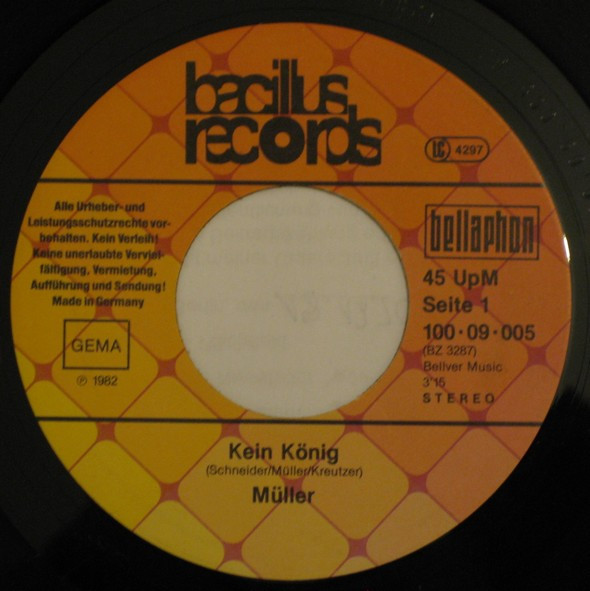 bacillus
records
LC 4297
Alle Urheber- und
Leistungsschutzrechte vor-
behalten. Kein Verleih!
Keine unerlaubte Verviel-
fältigung, Vermietung,
Aufführung und Sendung!
Made in Germany
GEMA
℗ 1982
bellaphon
45 UpM
Seite 1
100·09·005
(BZ 3287)
Bellver Music
3'15
STEREO
Kein König
(Schneider/Müller/Kreutzer)
Müller